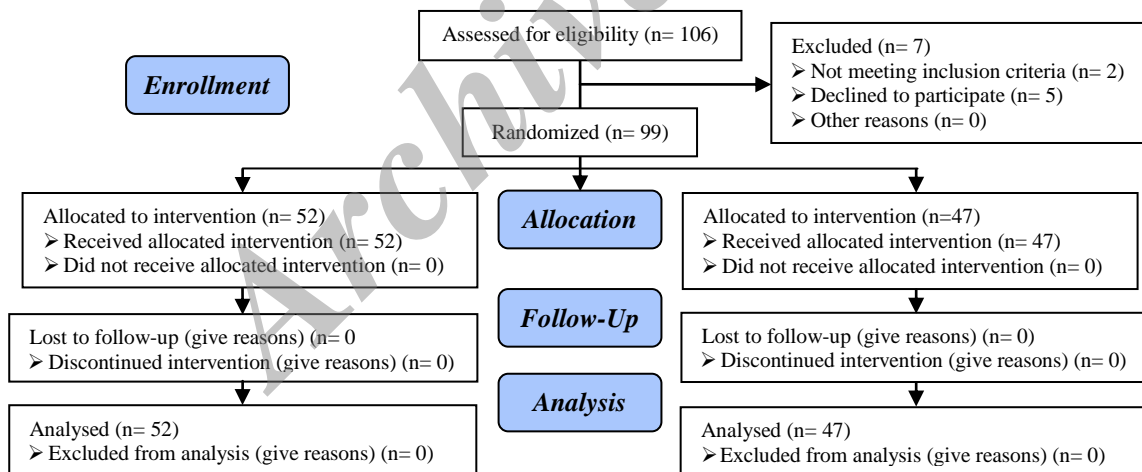 Assessed for eligibility (n= 106)
Excluded (n= 7)
➤ Not meeting inclusion criteria (n= 2)
➤ Declined to participate (n= 5)
➤ Other reasons (n= 0)
Enrollment
Randomized (n= 99)
Allocated to intervention (n= 52)
➤ Received allocated intervention (n= 52)
➤ Did not receive allocated intervention (n= 0)
Allocation
Allocated to intervention (n=47)
➤ Received allocated intervention (n= 47)
➤ Did not receive allocated intervention (n= 0)
Lost to follow-up (give reasons) (n= 0
➤ Discontinued intervention (give reasons) (n= 0)
Follow-Up
Lost to follow-up (give reasons) (n= 0)
➤ Discontinued intervention (give reasons) (n= 0)
Analysed (n= 52)
➤ Excluded from analysis (give reasons) (n= 0)
Analysis
Analysed (n= 47)
➤ Excluded from analysis (give reasons) (n= 0)
Archive